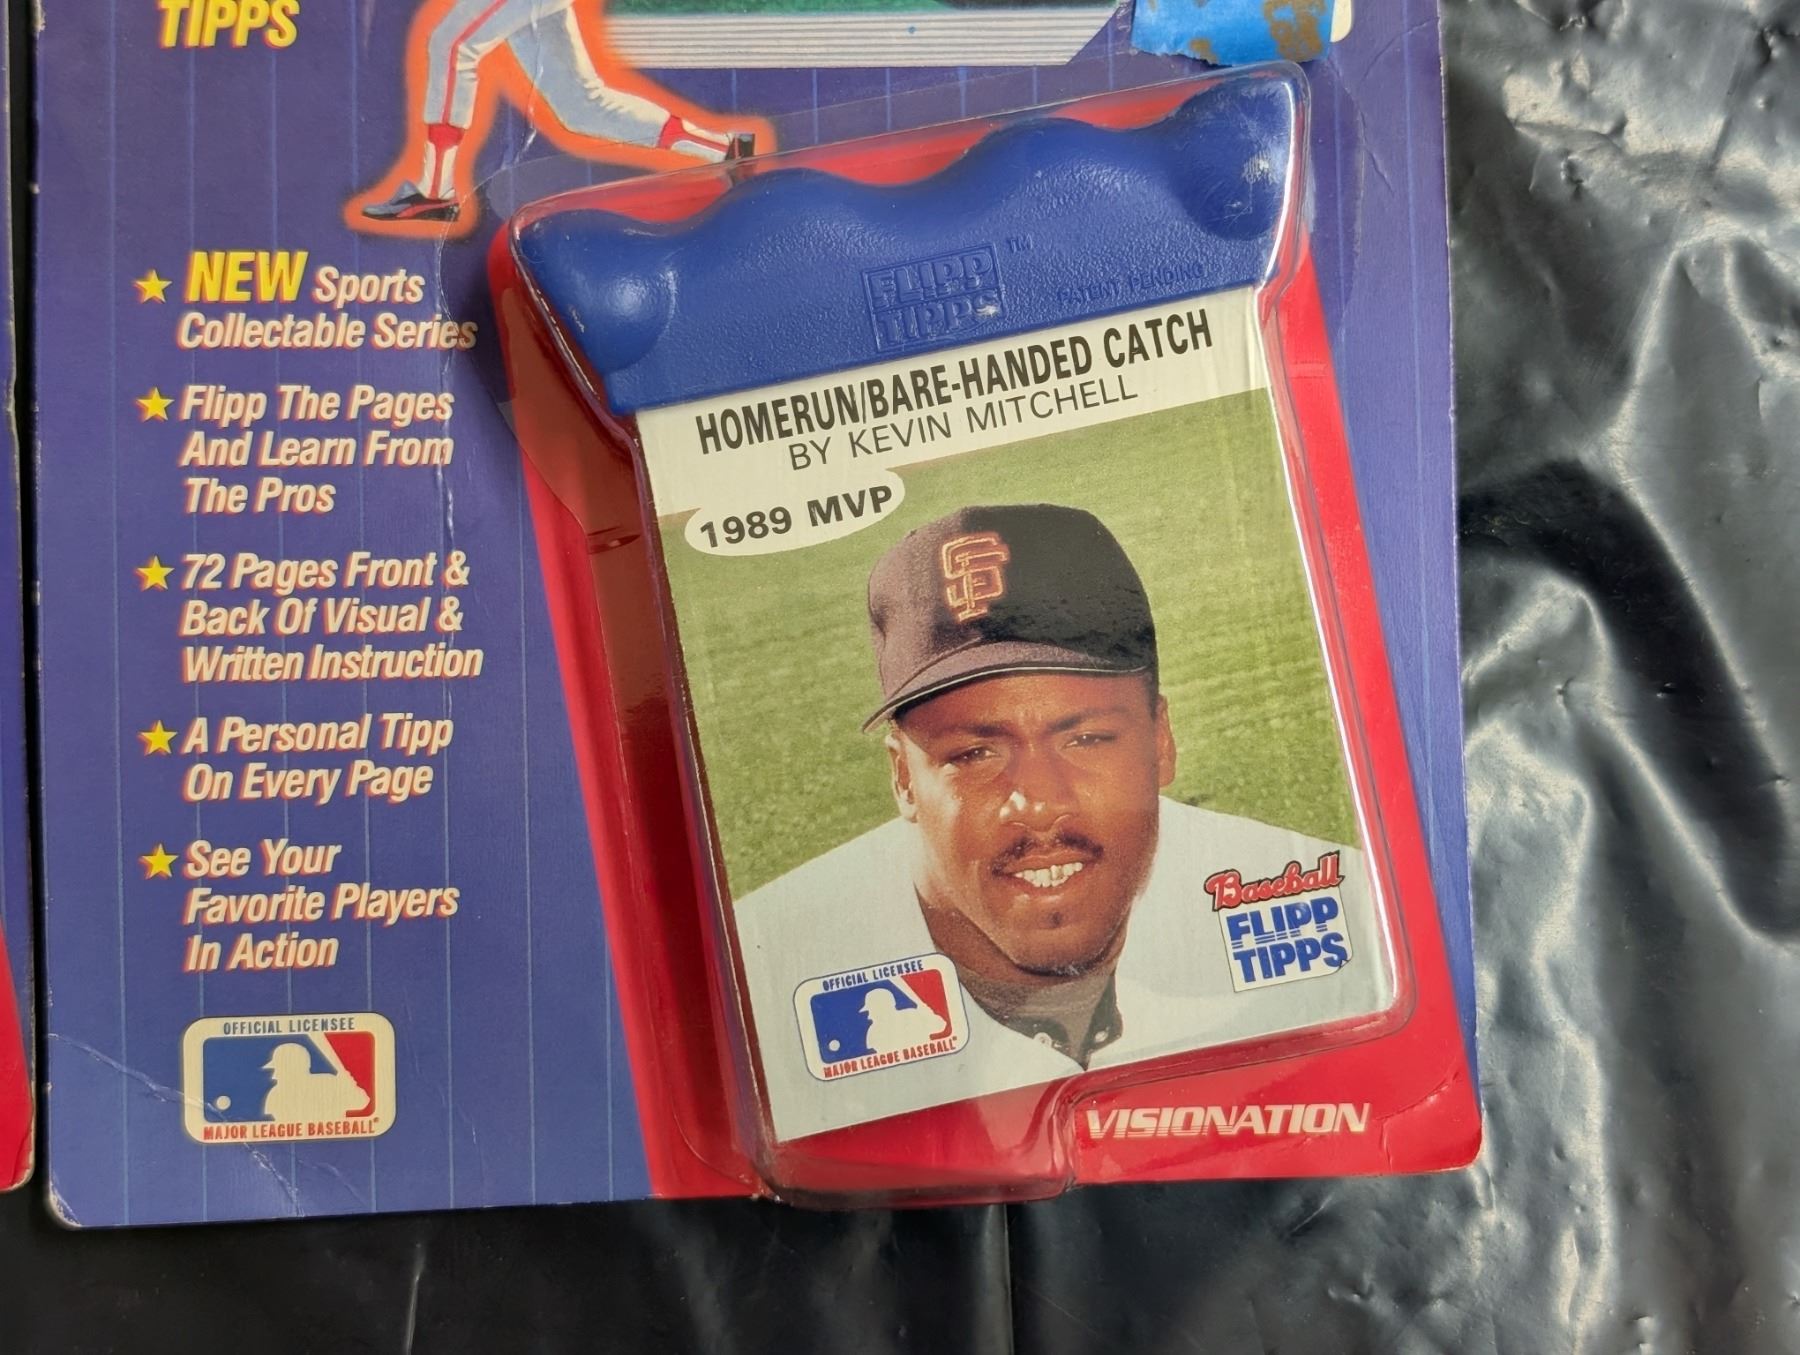 TIPPS
NEW Sports
Collectable Series
Flipp The Pages
And Learn From
The Pros
72 Pages Front &
Back Of Visual &
Written Instruction
A Personal Tipp
On Every Page
See Your
Favorite Players
In Action
OFFICIAL LICENSEE
MAJOR LEAGUE BASEBALL®
FLIPP
TIPPS
TM
PATENT PENDING
HOMERUN/BARE-HANDED CATCH
BY KEVIN MITCHELL
1989 MVP
SF
Baseball
FLIPP
TIPPS
OFFICIAL LICENSEE
MAJOR LEAGUE BASEBALL®
VISIONATION